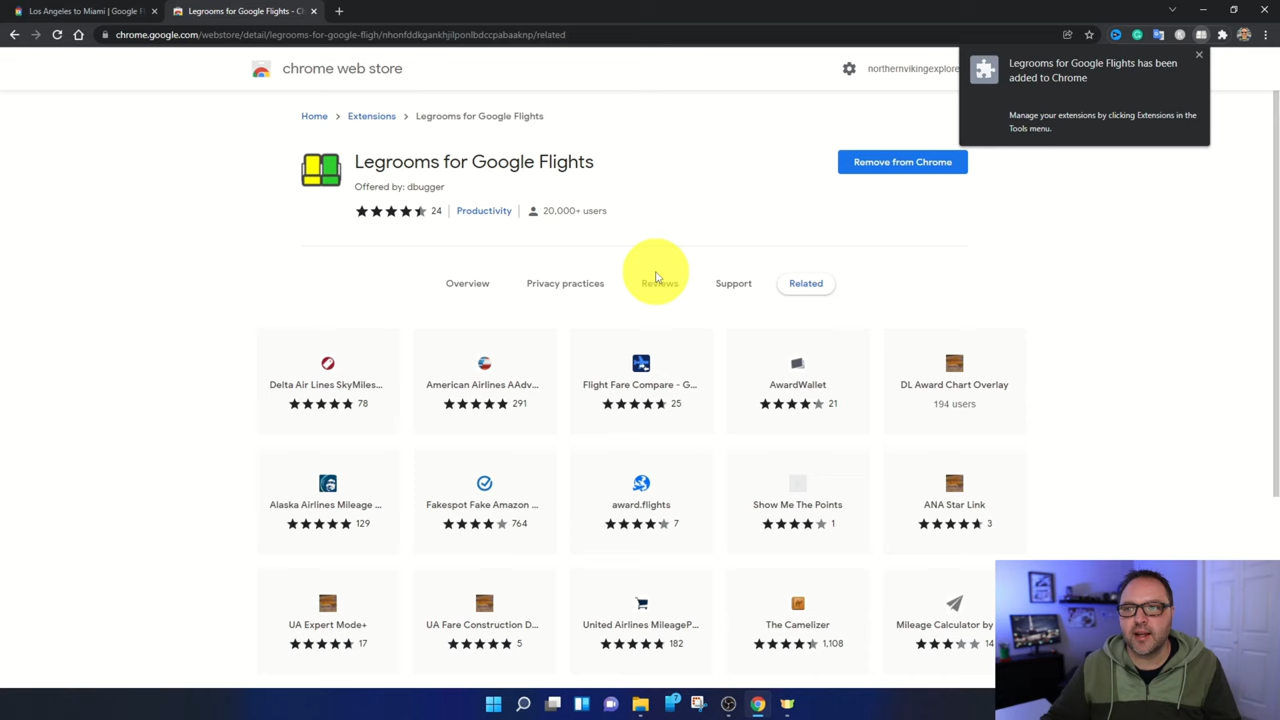 Los Angeles to Miami | Google Fl
Legrooms for Google Flights - Ch
chrome.google.com/webstore/detail/legrooms-for-google-fligh/nhonfddkgankhjilponlbdccpabaaknp/related
chrome web store
northernvikingexplore
Legrooms for Google Flights has been
added to Chrome
Manage your extensions by clicking Extensions in the
Tools menu.
Home > Extensions > Legrooms for Google Flights
Legrooms for Google Flights
Remove from Chrome
Offered by: dbugger
24 | Productivity | 20,000+ users
Overview Privacy practices Reviews Support Related
Delta Air Lines SkyMiles... American Airlines AAdv... Flight Fare Compare - G... AwardWallet DL Award Chart Overlay
78 291 25 21 194 users
Alaska Airlines Mileage ... Fakespot Fake Amazon ... award.flights Show Me The Points ANA Star Link
129 764 7 1 3
UA Expert Mode+ UA Fare Construction D... United Airlines MileageP... The Camelizer Mileage Calculator by
17 5 182 1,108 14
7